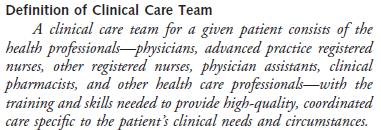 Definition of Clinical Care Team
A clinical care team for a given patient consists of the
health professionals—physicians, advanced practice registered
nurses, other registered nurses, physician assistants, clinical
pharmacists, and other health care professionals—with the
training and skills needed to provide high-quality, coordinated
care specific to the patient's clinical needs and circumstances.